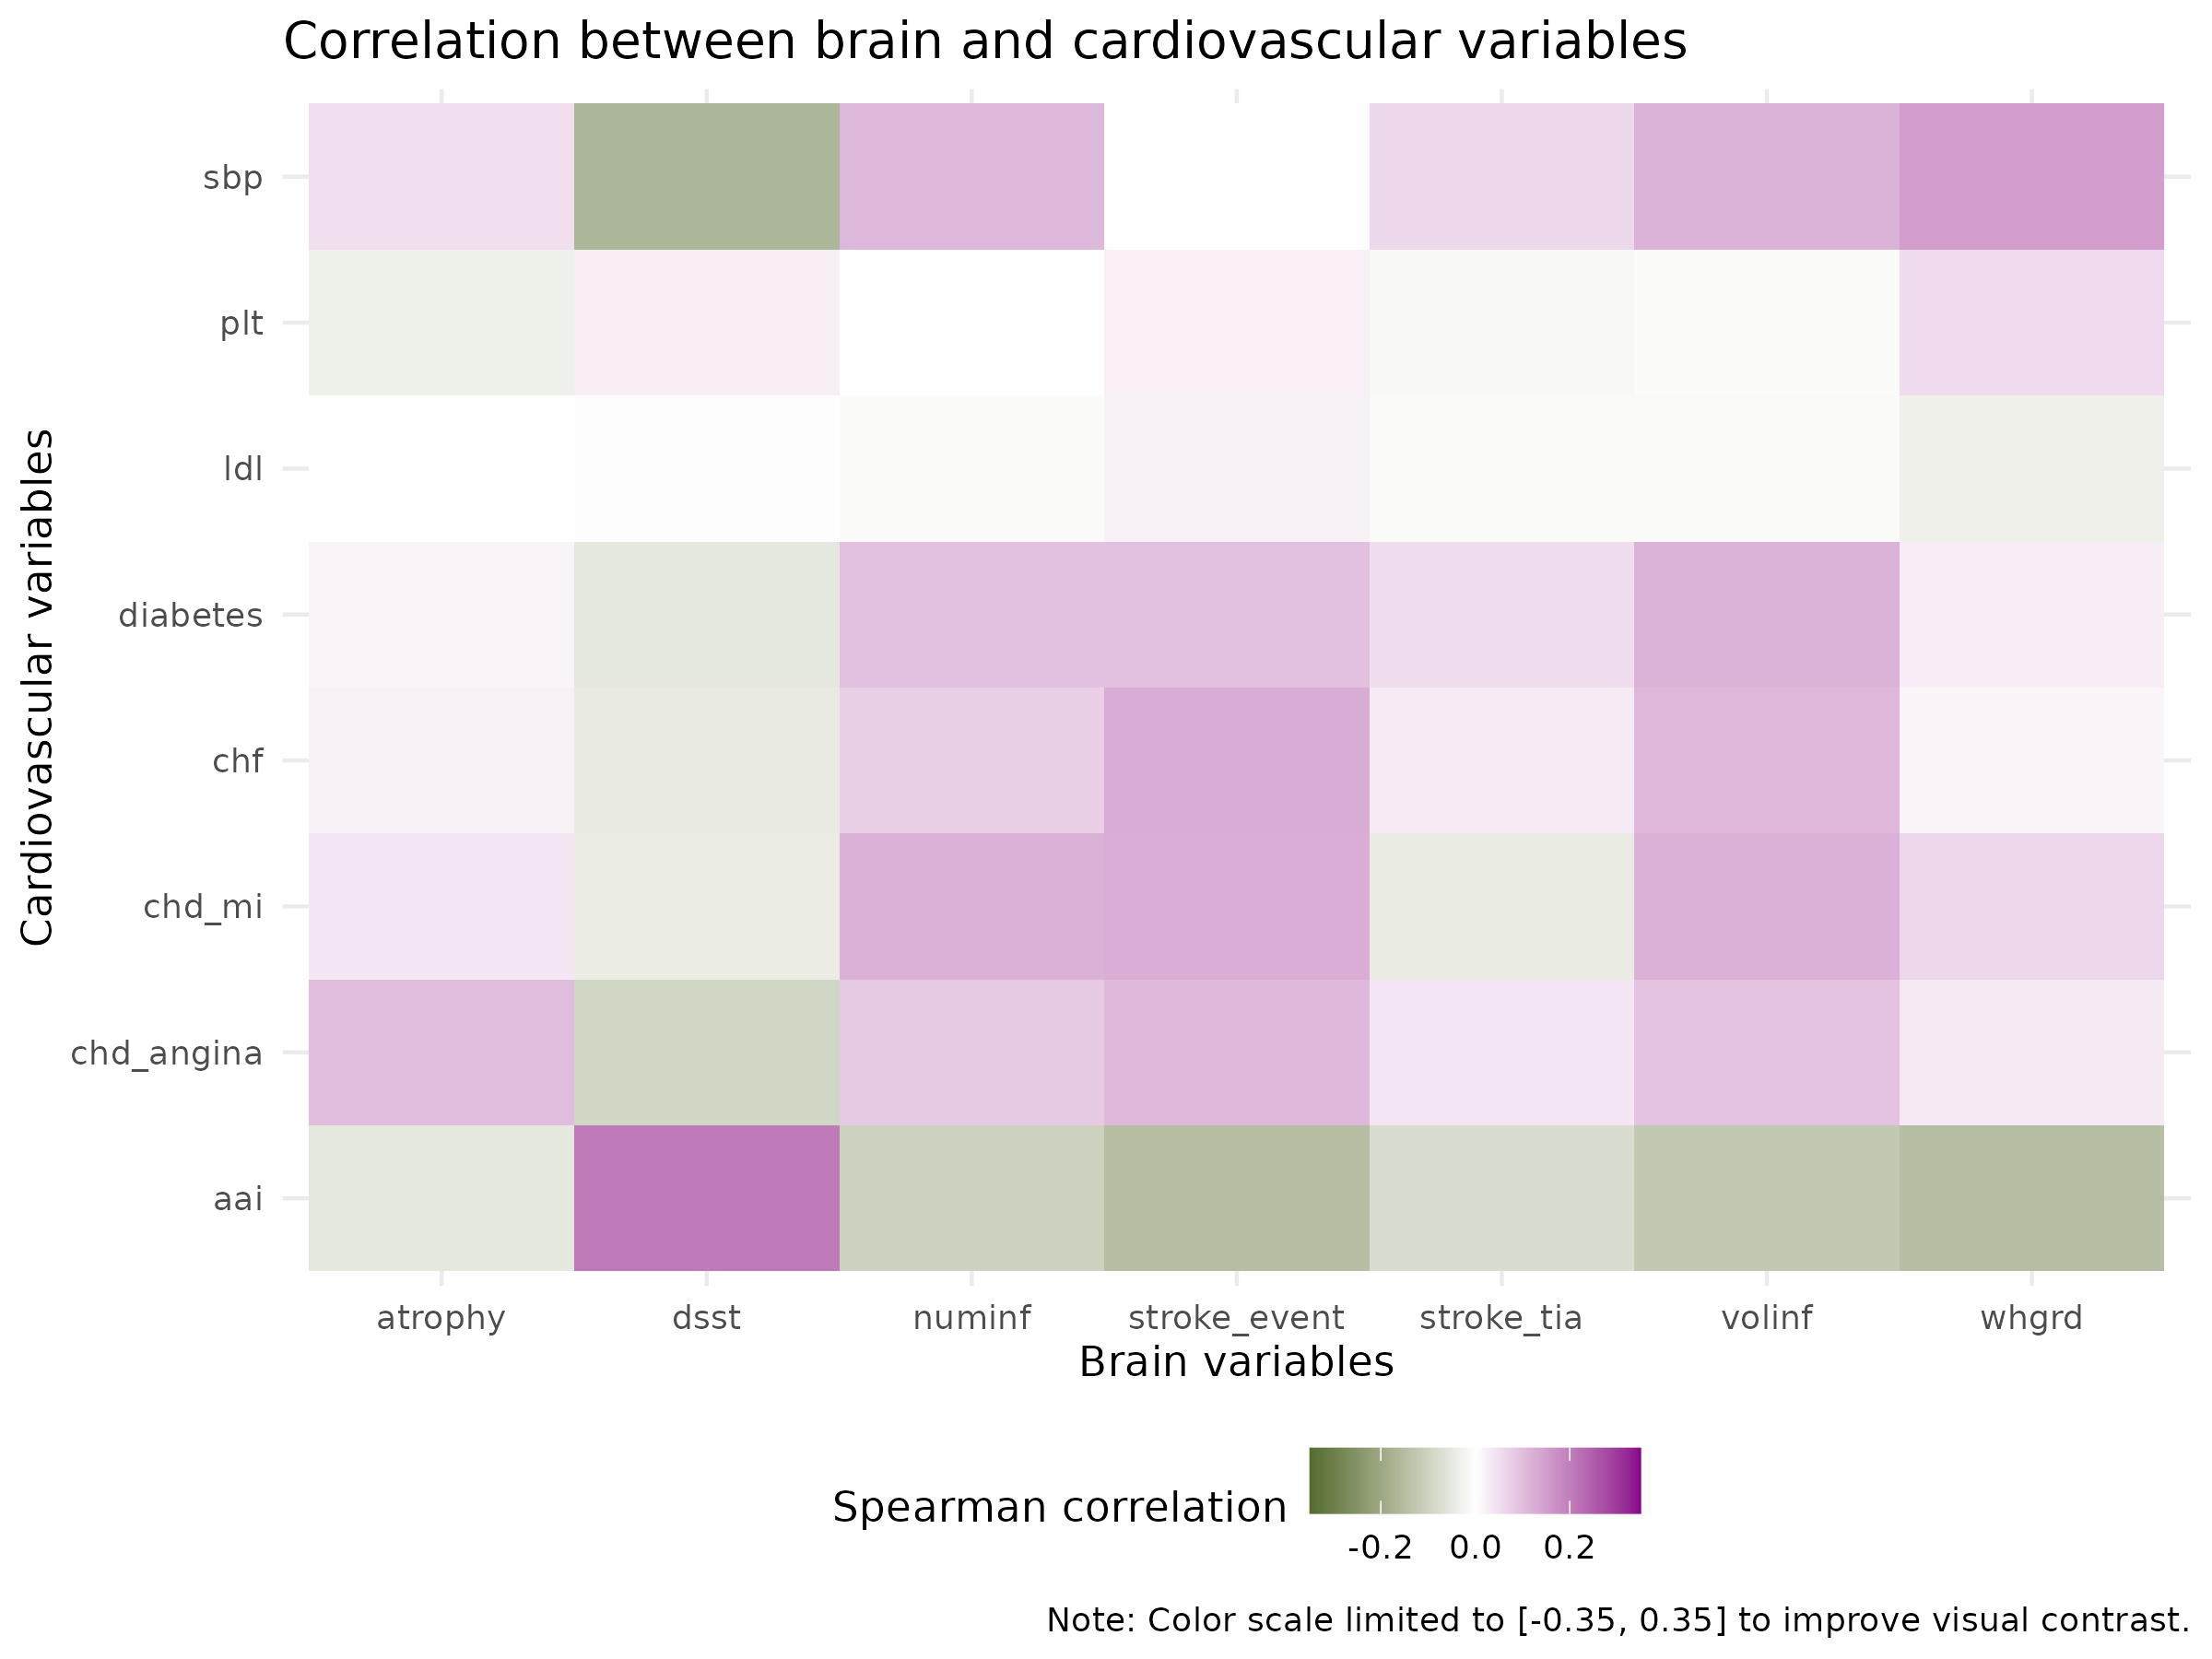 Correlation between brain and cardiovascular variables
Cardiovascular variables
sbp
plt
ldl
diabetes
chf
chd_mi
chd_angina
aai
atrophy dsst numinf stroke_event stroke_tia volinf whgrd
Brain variables
Spearman correlation
-0.2 0.0 0.2
Note: Color scale limited to [-0.35, 0.35] to improve visual contrast.